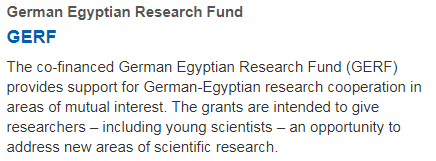 German Egyptian Research Fund
GERF
The co-financed German Egyptian Research Fund (GERF)
provides support for German-Egyptian research cooperation in
areas of mutual interest. The grants are intended to give
researchers – including young scientists – an opportunity to
address new areas of scientific research.